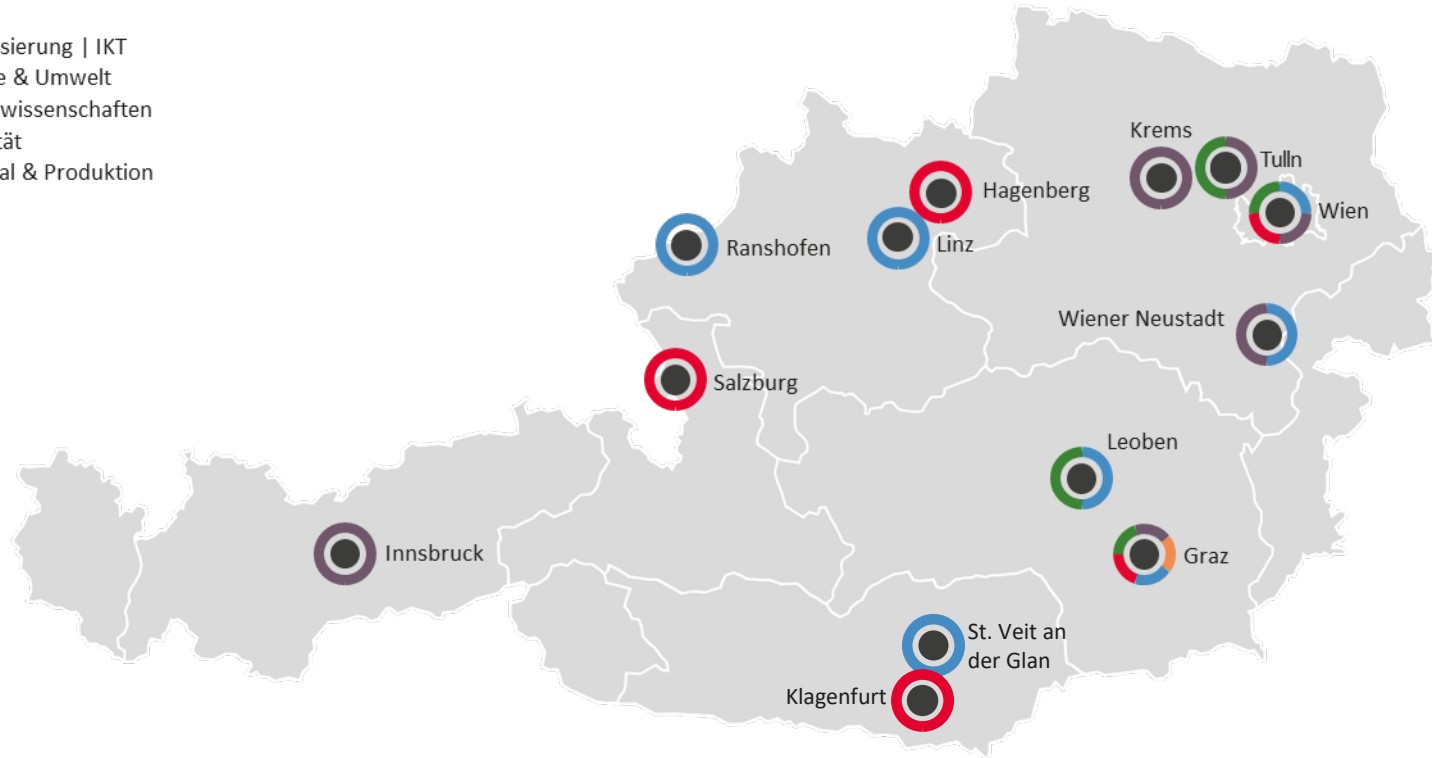 sierung | IKT
e & Umwelt
wissenschaften
tät
al & Produktion
Krems
Tulln
Hagenberg
Wien
Ranshofen
Linz
Wiener Neustadt
Salzburg
Leoben
Innsbruck
Graz
St. Veit an
der Glan
Klagenfurt